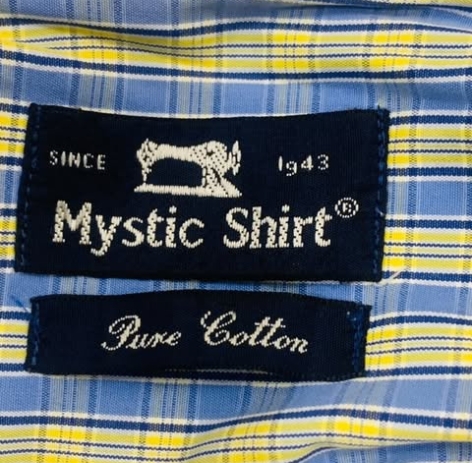 SINCE 1943
Mystic Shirt®
Pure Cotton